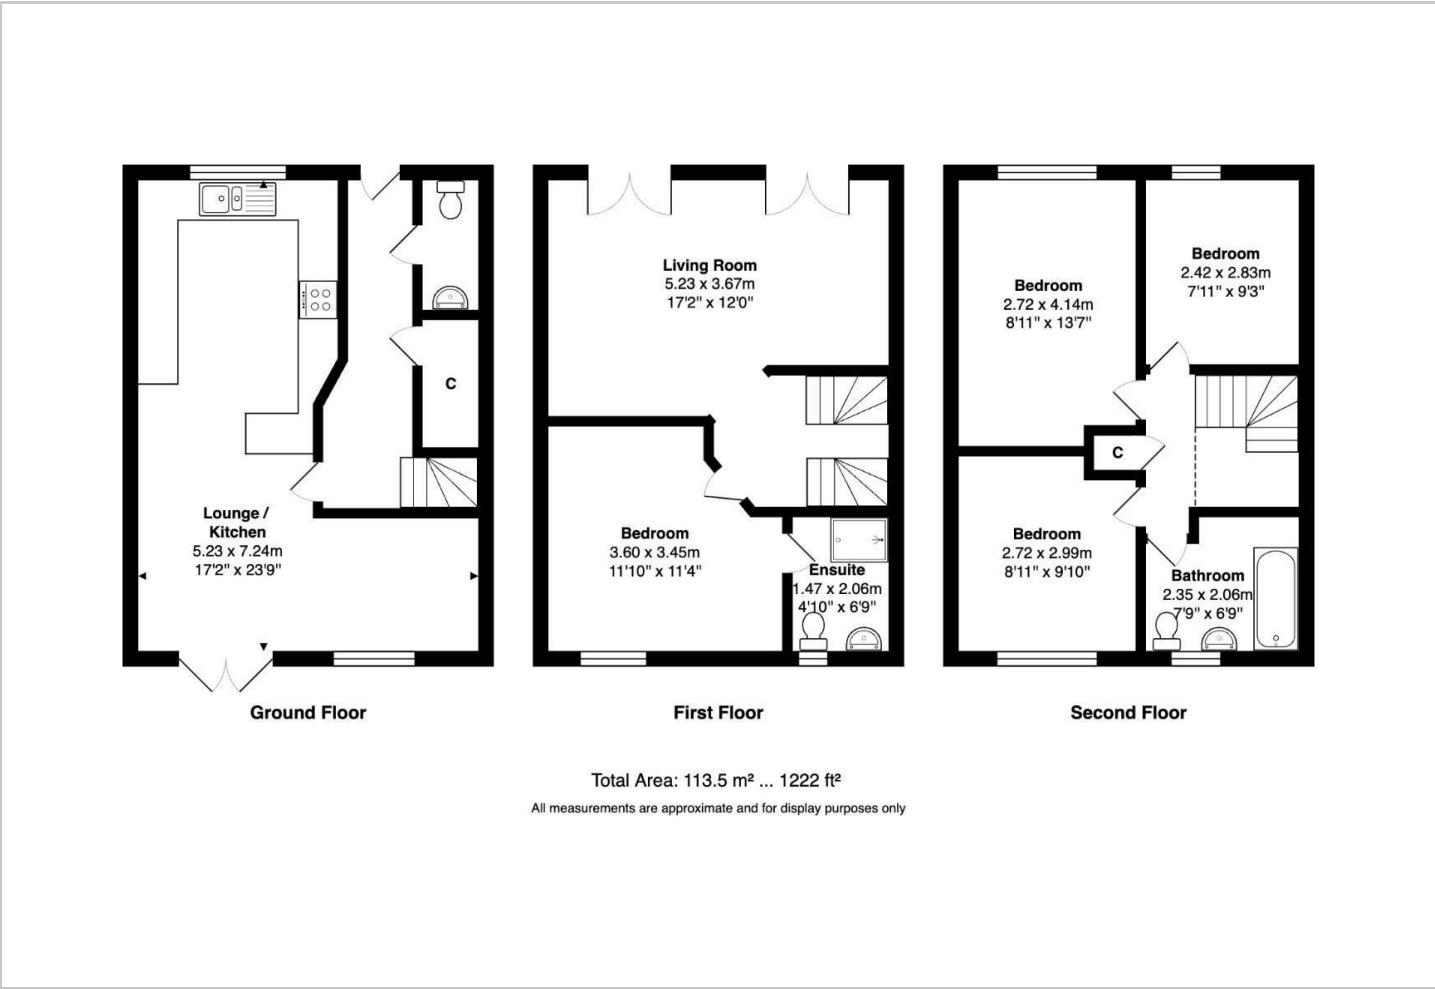 Lounge /
Kitchen
5.23 x 7.24m
17'2" x 23'9"
C
Ground Floor
Living Room
5.23 x 3.67m
17'2" x 12'0"
Bedroom
3.60 x 3.45m
11'10" x 11'4"
Ensuite
1.47 x 2.06m
4'10" x 6'9"
First Floor
Bedroom
2.72 x 4.14m
8'11" x 13'7"
Bedroom
2.42 x 2.83m
7'11" x 9'3"
C
Bedroom
2.72 x 2.99m
8'11" x 9'10"
Bathroom
2.35 x 2.06m
7'9" x 6'9"
Second Floor
Total Area: 113.5 m² ... 1222 ft²
All measurements are approximate and for display purposes only